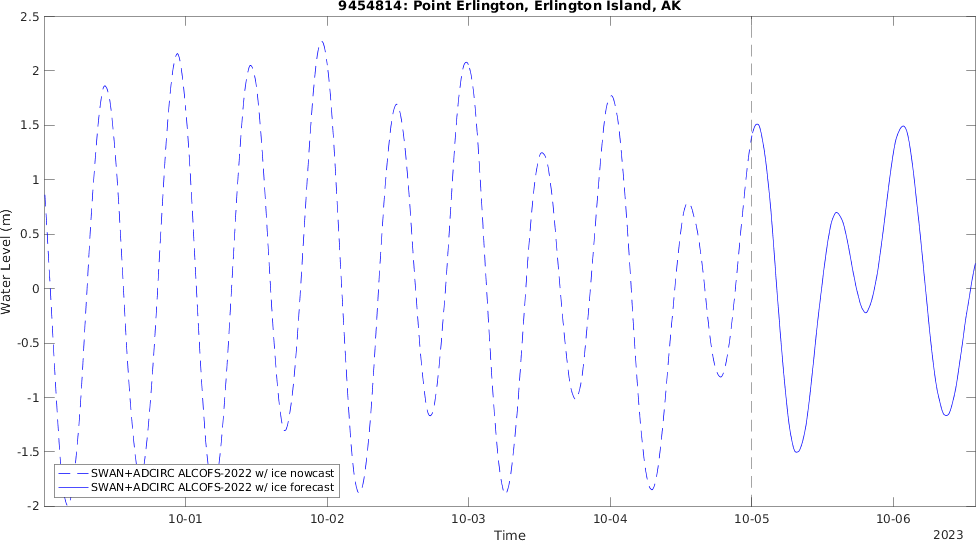 9454814: Point Erlington, Erlington Island, AK
2.5
2
1.5
1
0.5
0
-0.5
-1
-1.5
-2
Water Level (m)
SWAN+ADCIRC ALCOFS-2022 w/ ice nowcast
SWAN+ADCIRC ALCOFS-2022 w/ ice forecast
10-01 10-02 10-03 10-04 10-05 10-06
Time
2023